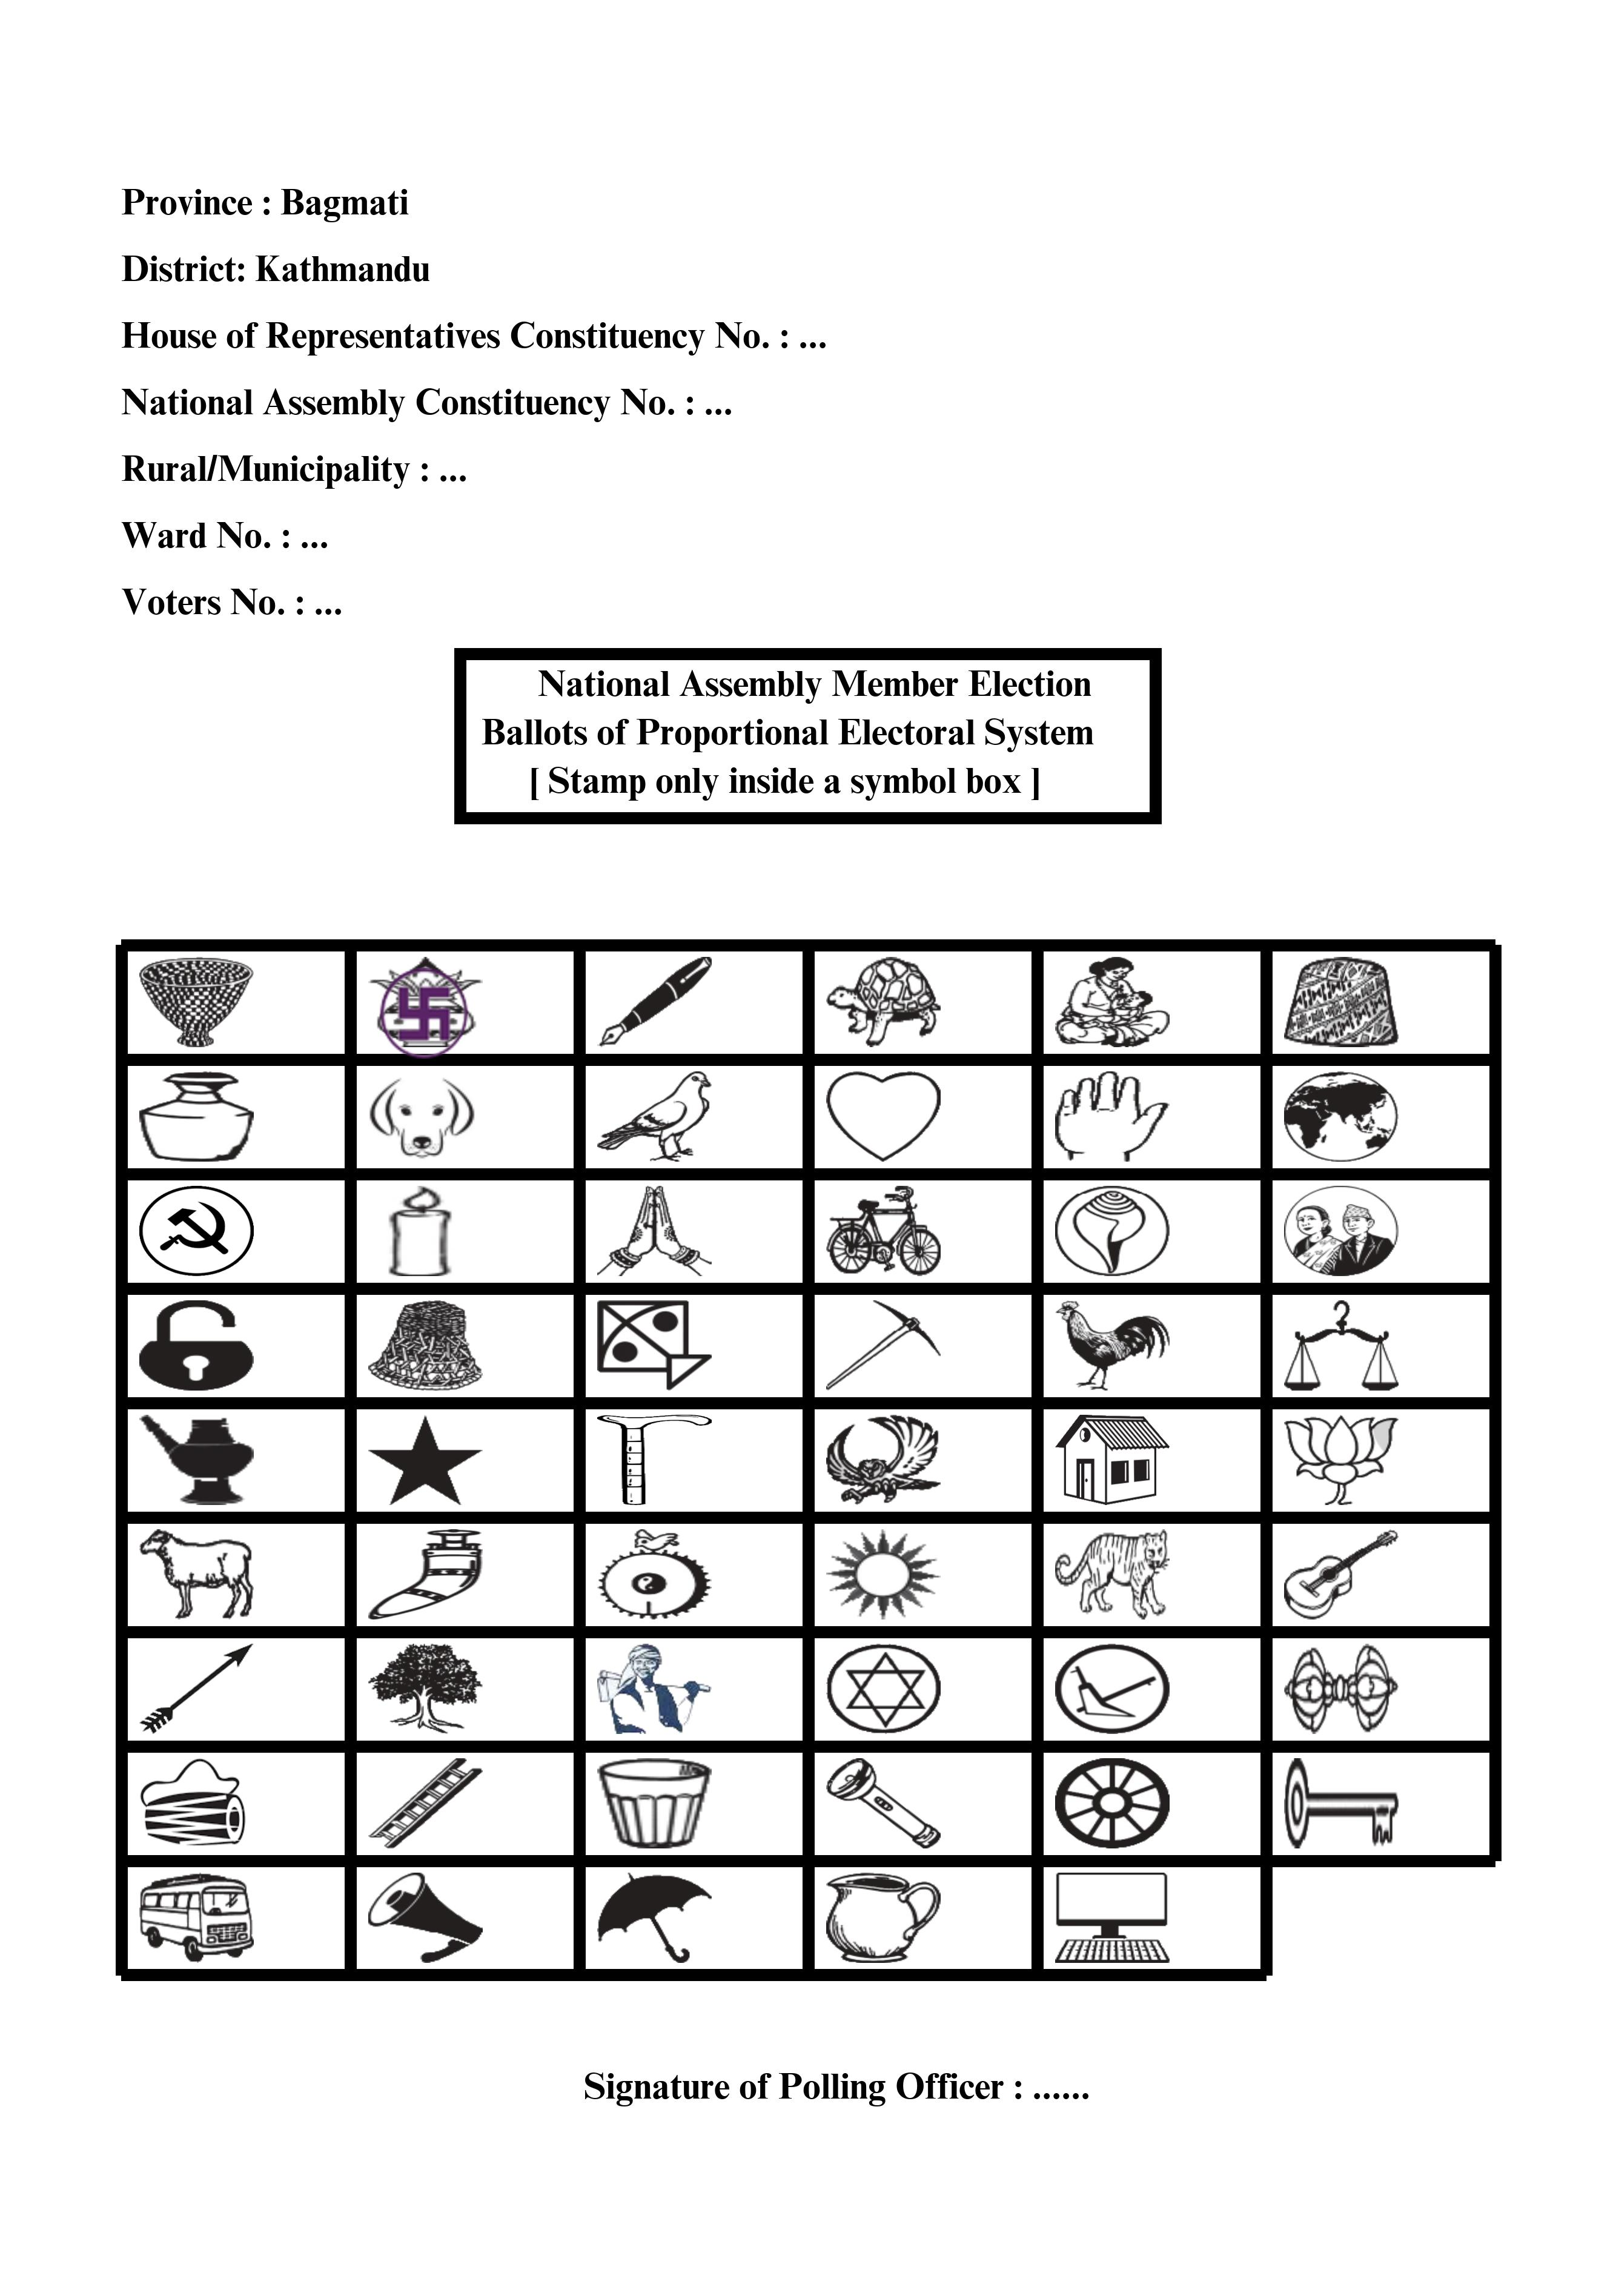 Province : Bagmati
District: Kathmandu
House of Representatives Constituency No. : ...
National Assembly Constituency No. : ...
Rural/Municipality : ...
Ward No. : ...
Voters No. : ...
National Assembly Member Election
Ballots of Proportional Electoral System
[ Stamp only inside a symbol box ]
Signature of Polling Officer : ......